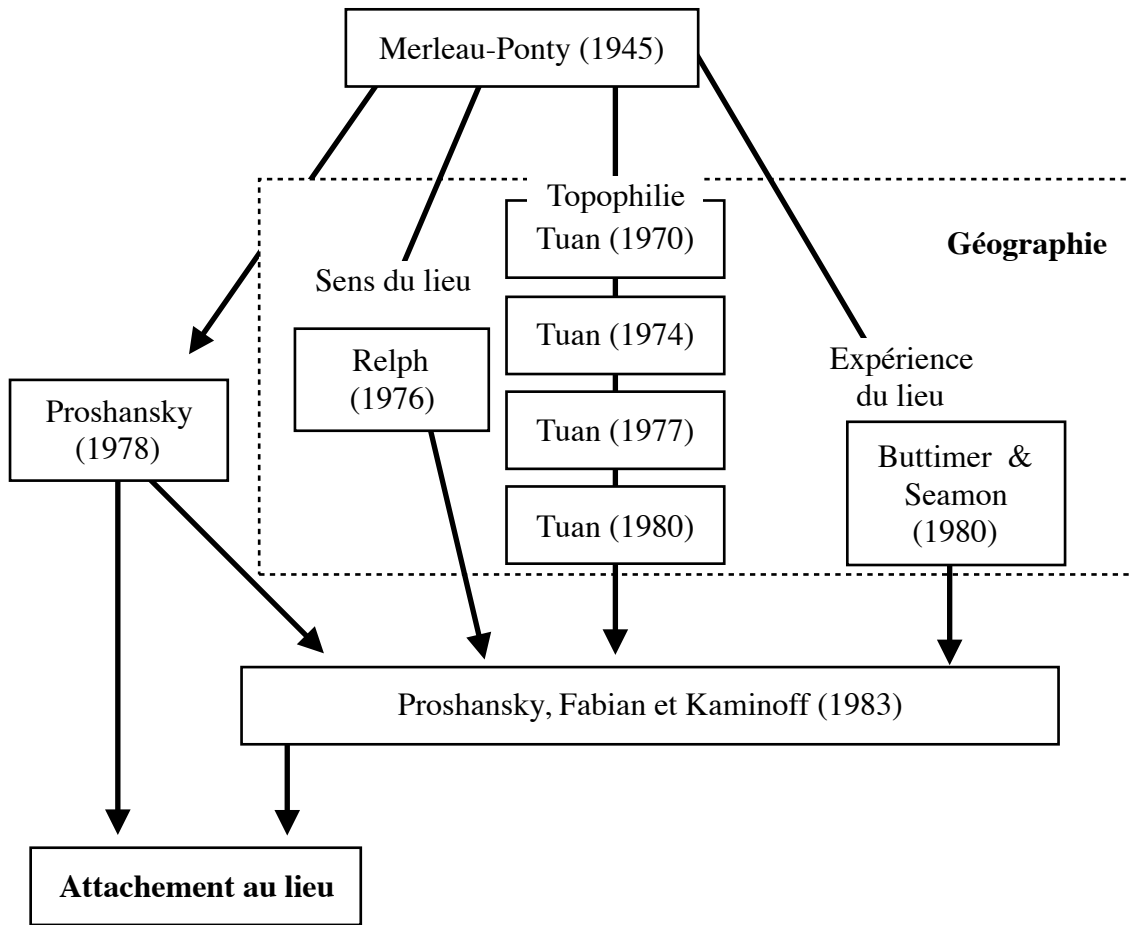 Merleau-Ponty (1945)
Topophilie
Tuan (1970)
Géographie
Sens du lieu
Tuan (1974)
Relph
(1976)
Expérience
du lieu
Proshansky
(1978)
Tuan (1977)
Buttimer &
Seamon
(1980)
Tuan (1980)
Proshansky, Fabian et Kaminoff (1983)
Attachement au lieu